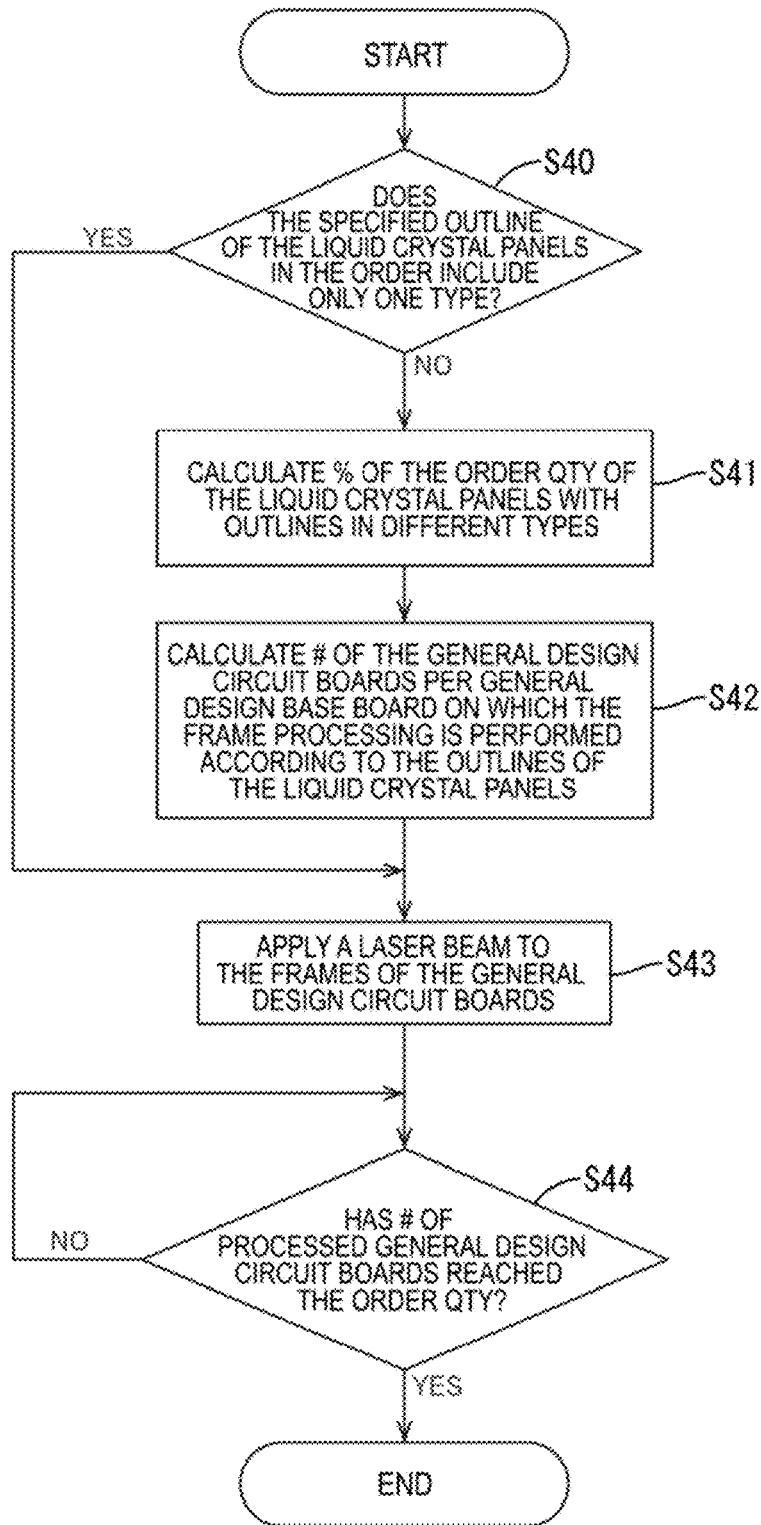 START
S40
DOES
THE SPECIFIED OUTLINE
OF THE LIQUID CRYSTAL PANELS
IN THE ORDER INCLUDE
ONLY ONE TYPE?
YES
NO
CALCULATE % OF THE ORDER QTY OF
THE LIQUID CRYSTAL PANELS WITH
OUTLINES IN DIFFERENT TYPES
S41
CALCULATE # OF THE GENERAL DESIGN
CIRCUIT BOARDS PER GENERAL
DESIGN BASE BOARD ON WHICH THE
FRAME PROCESSING IS PERFORMED
ACCORDING TO THE OUTLINES OF
THE LIQUID CRYSTAL PANELS
S42
APPLY A LASER BEAM TO
THE FRAMES OF THE GENERAL
DESIGN CIRCUIT BOARDS
S43
S44
HAS # OF
PROCESSED GENERAL DESIGN
CIRCUIT BOARDS REACHED
THE ORDER QTY?
NO
YES
END